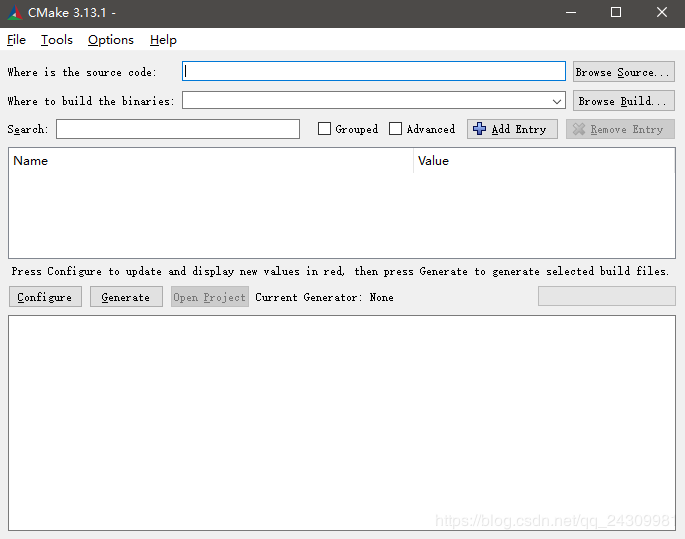 CMake 3.13.1 -
File Tools Options Help
Where is the source code: Browse Source...
Where to build the binaries: Browse Build...
Search: Grouped Advanced Add Entry Remove Entry
Name Value
Press Configure to update and display new values in red, then press Generate to generate selected build files.
Configure Generate Open Project Current Generator: None
https://blog.csdn.net/qq_24309981